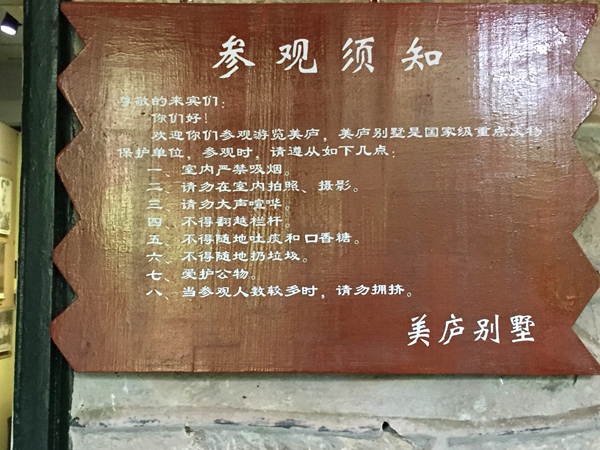 参观须知
尊敬的来宾们：
你们好！
欢迎你们参观游览美庐，美庐别墅是国家级重点文物
保护单位，参观时，请遵从如下几点：
一、室内严禁吸烟。
二、请勿在室内拍照、摄影。
三、请勿大声喧哗。
四、不得翻越栏杆。
五、不得随地吐痰和口香糖。
六、不得随地扔垃圾。
七、爱护公物。
八、当参观人数较多时，请勿拥挤。
美庐别墅